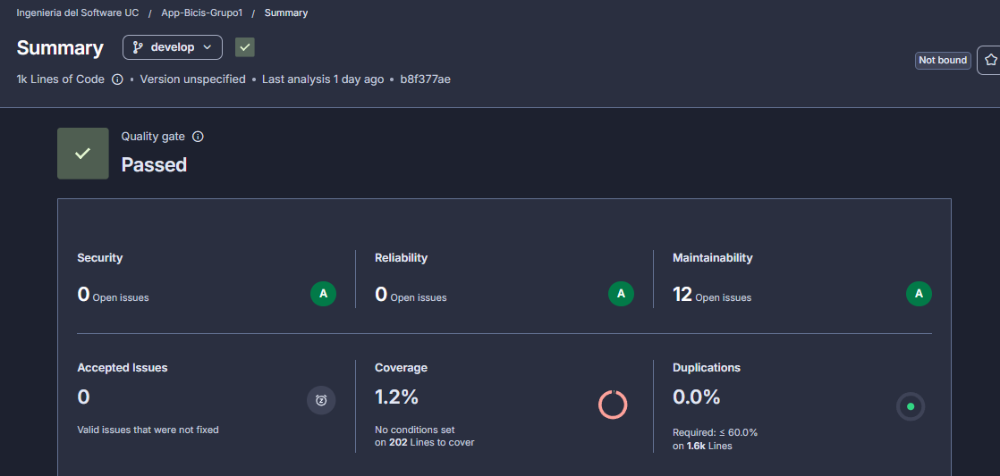 Ingenieria del Software UC / App-Bicis-Grupo1 / Summary
Summary develop
Not bound
1k Lines of Code • Version unspecified • Last analysis 1 day ago • b8f377ae
Quality gate
Passed
Security
0 Open issues
A
Reliability
0 Open issues
A
Maintainability
12 Open issues
A
Accepted Issues
0
Valid issues that were not fixed
Coverage
1.2%
No conditions set
on 202 Lines to cover
Duplications
0.0%
Required: ≤ 60.0%
on 1.6k Lines